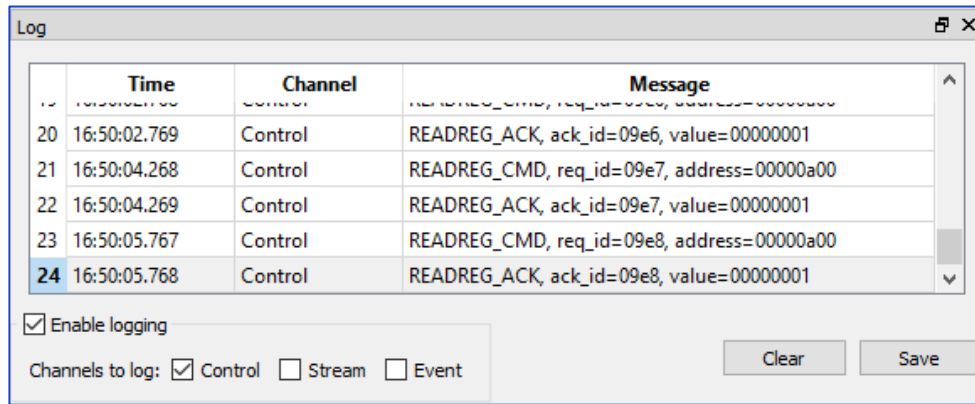 Log
Time Channel Message
20 16:50:02.769 Control READREG_ACK, ack_id=09e6, value=00000001
21 16:50:04.268 Control READREG_CMD, req_id=09e7, address=00000a00
22 16:50:04.269 Control READREG_ACK, ack_id=09e7, value=00000001
23 16:50:05.767 Control READREG_CMD, req_id=09e8, address=00000a00
24 16:50:05.768 Control READREG_ACK, ack_id=09e8, value=00000001
Enable logging
Channels to log: Control Stream Event
Clear Save